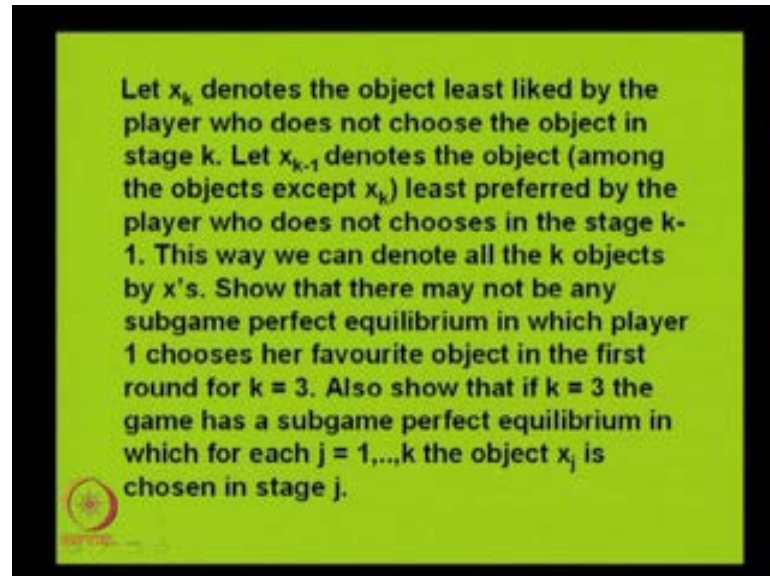 Let xk denotes the object least liked by the
player who does not choose the object in
stage k. Let xk-1 denotes the object (among
the objects except xk) least preferred by the
player who does not chooses in the stage k-
1. This way we can denote all the k objects
by x's. Show that there may not be any
subgame perfect equilibrium in which player
1 chooses her favourite object in the first
round for k = 3. Also show that if k = 3 the
game has a subgame perfect equilibrium in
which for each j = 1,..,k the object xj is
chosen in stage j.